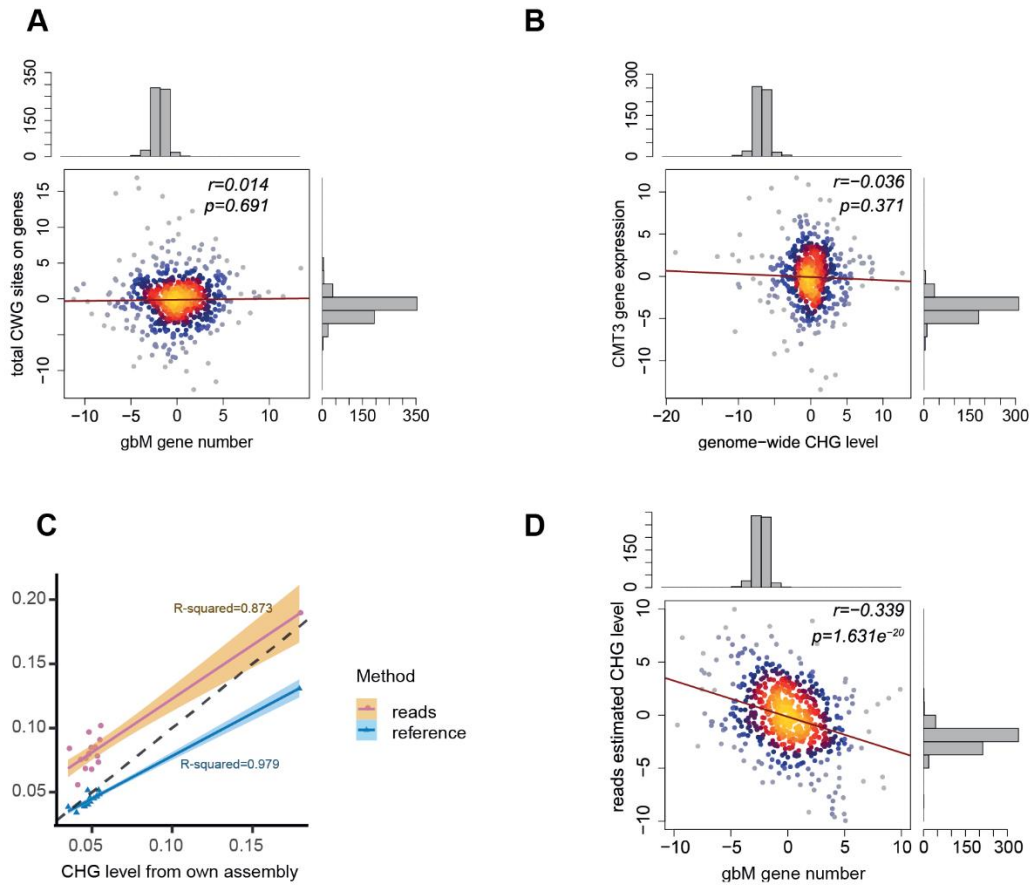 A
350
150
0
r=0.014
p=0.691
total CWG sites on genes
15
10
5
0
−10
−10 −5 0 5 10
gbM gene number
0 150 350
B
300
150
0
r=−0.036
p=0.371
CMT3 gene expression
10
5
0
−5
−10
−20 −10 −5 0 5 10
genome-wide CHG level
0 100 200 300
C
0.20
0.15
0.10
0.05
R-squared=0.873
R-squared=0.979
0.05 0.10 0.15
CHG level from own assembly
Method
reads
reference
D
150
0
r=−0.339
p=1.631e⁻²⁰
reads estimated CHG level
10
5
0
−5
−10
−10 −5 0 5 10
gbM gene number
0 100 200 300